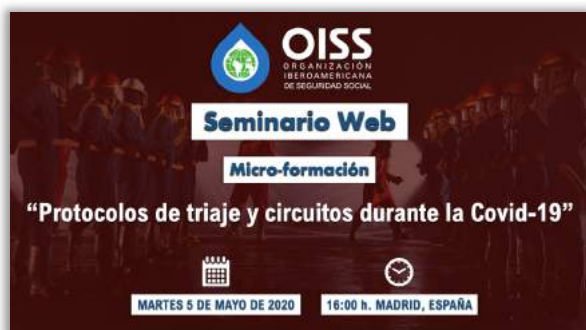 OISS
ORGANIZACIÓN
IBEROAMERICANA
DE SEGURIDAD SOCIAL
Seminario Web
Micro-formación
“Protocolos de triaje y circuitos durante la Covid-19”
MARTES 5 DE MAYO DE 2020
16:00 h. MADRID, ESPAÑA